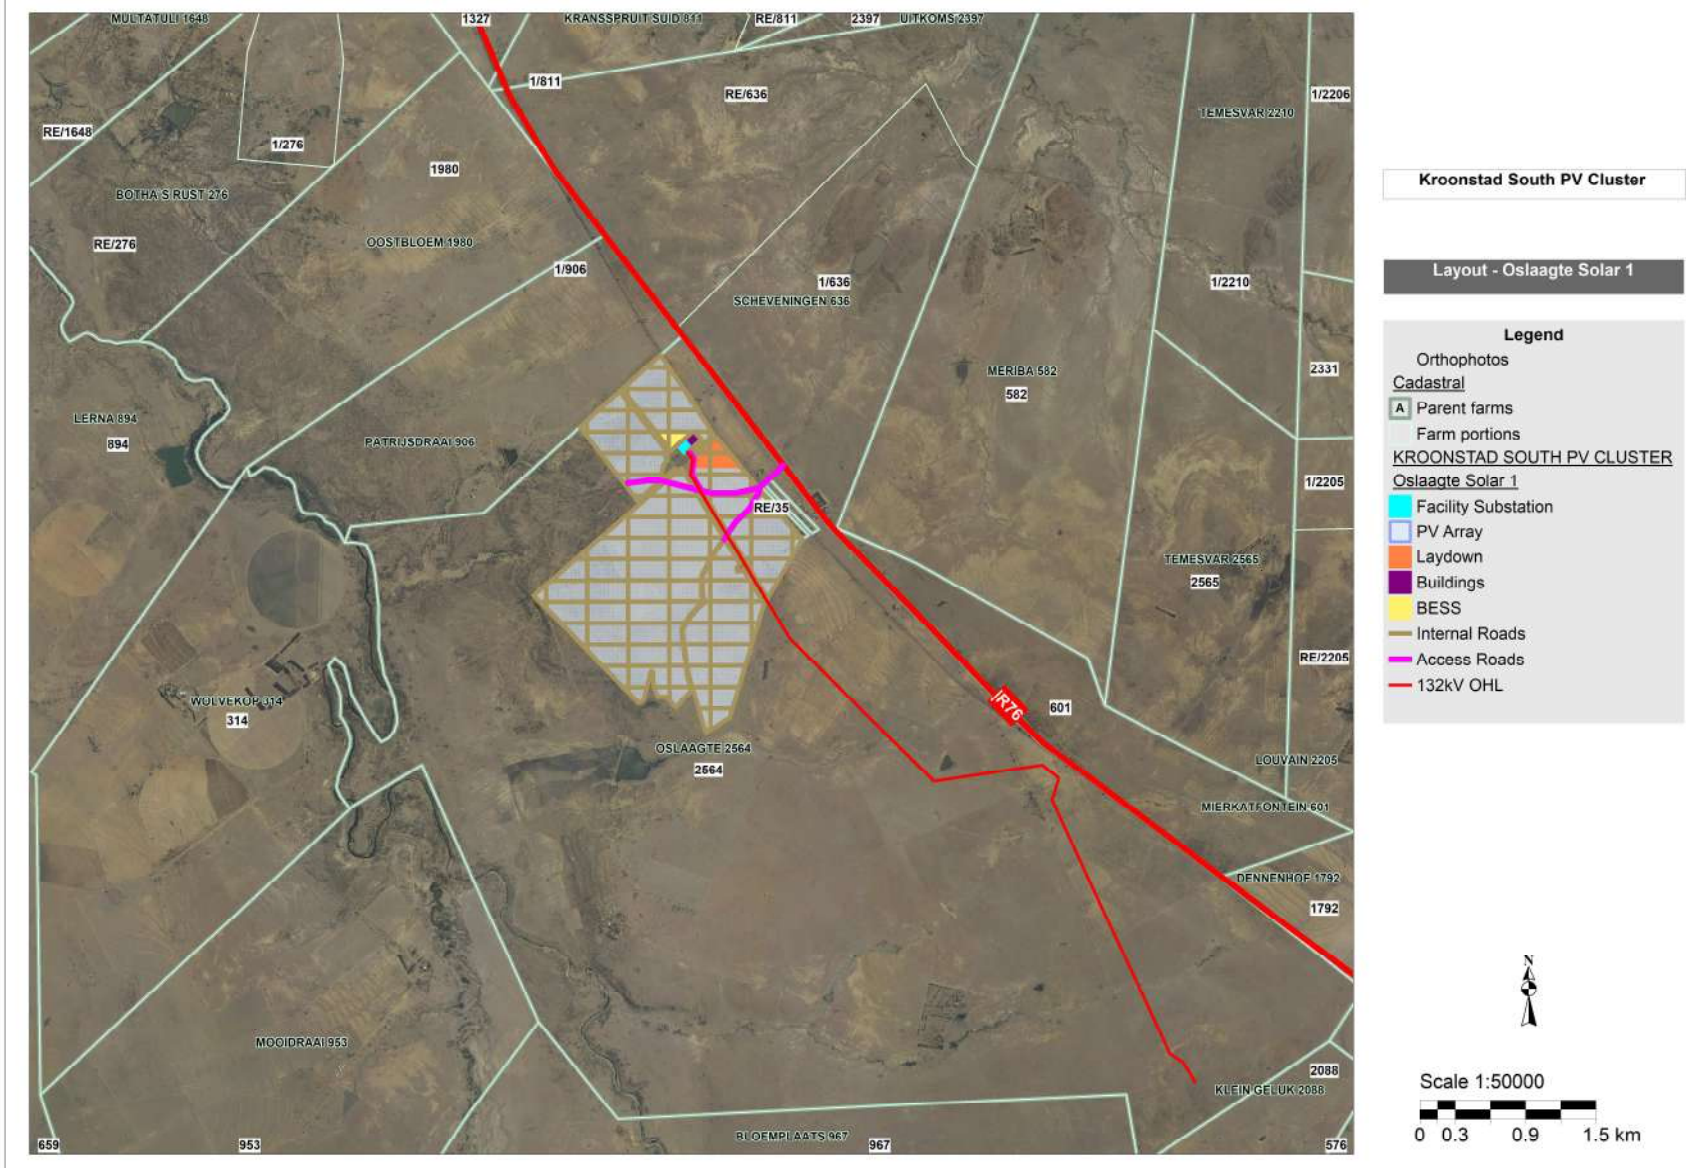 MULTATULI 1648
1327
KRANSSPRUIT SUID 811
RE/811
2397
UITKOMS 2397
1/811
RE/636
1/2206
TEMESVAR 2210
RE/1648
1/276
1980
BOTHA S RUST 276
RE/276
OOSTBLOEM 1980
1/906
1/636
SCHEVENINGEN 636
1/2210
MERIBA 582
582
2331
LERNA 894
894
PATRIJSDRAAI 906
1/2205
RE/35
TEMESVAR 2565
2565
RE/2205
WOLVEKOP 314
314
R76
601
OSLAAGTE 2564
2564
LOUVAIN 2205
MIERKATFONTEIN 601
DENNENHOF 1792
1792
MOOIDRAAI 953
2088
KLEIN GELUK 2088
659
953
BLOEMPLAATS 967
967
576
Kroonstad South PV Cluster
Layout - Oslaagte Solar 1
Legend
Orthophotos
Cadastral
A Parent farms
Farm portions
KROONSTAD SOUTH PV CLUSTER
Oslaagte Solar 1
Facility Substation
PV Array
Laydown
Buildings
BESS
Internal Roads
Access Roads
132kV OHL
N
Scale 1:50000
0 0.3 0.9 1.5 km